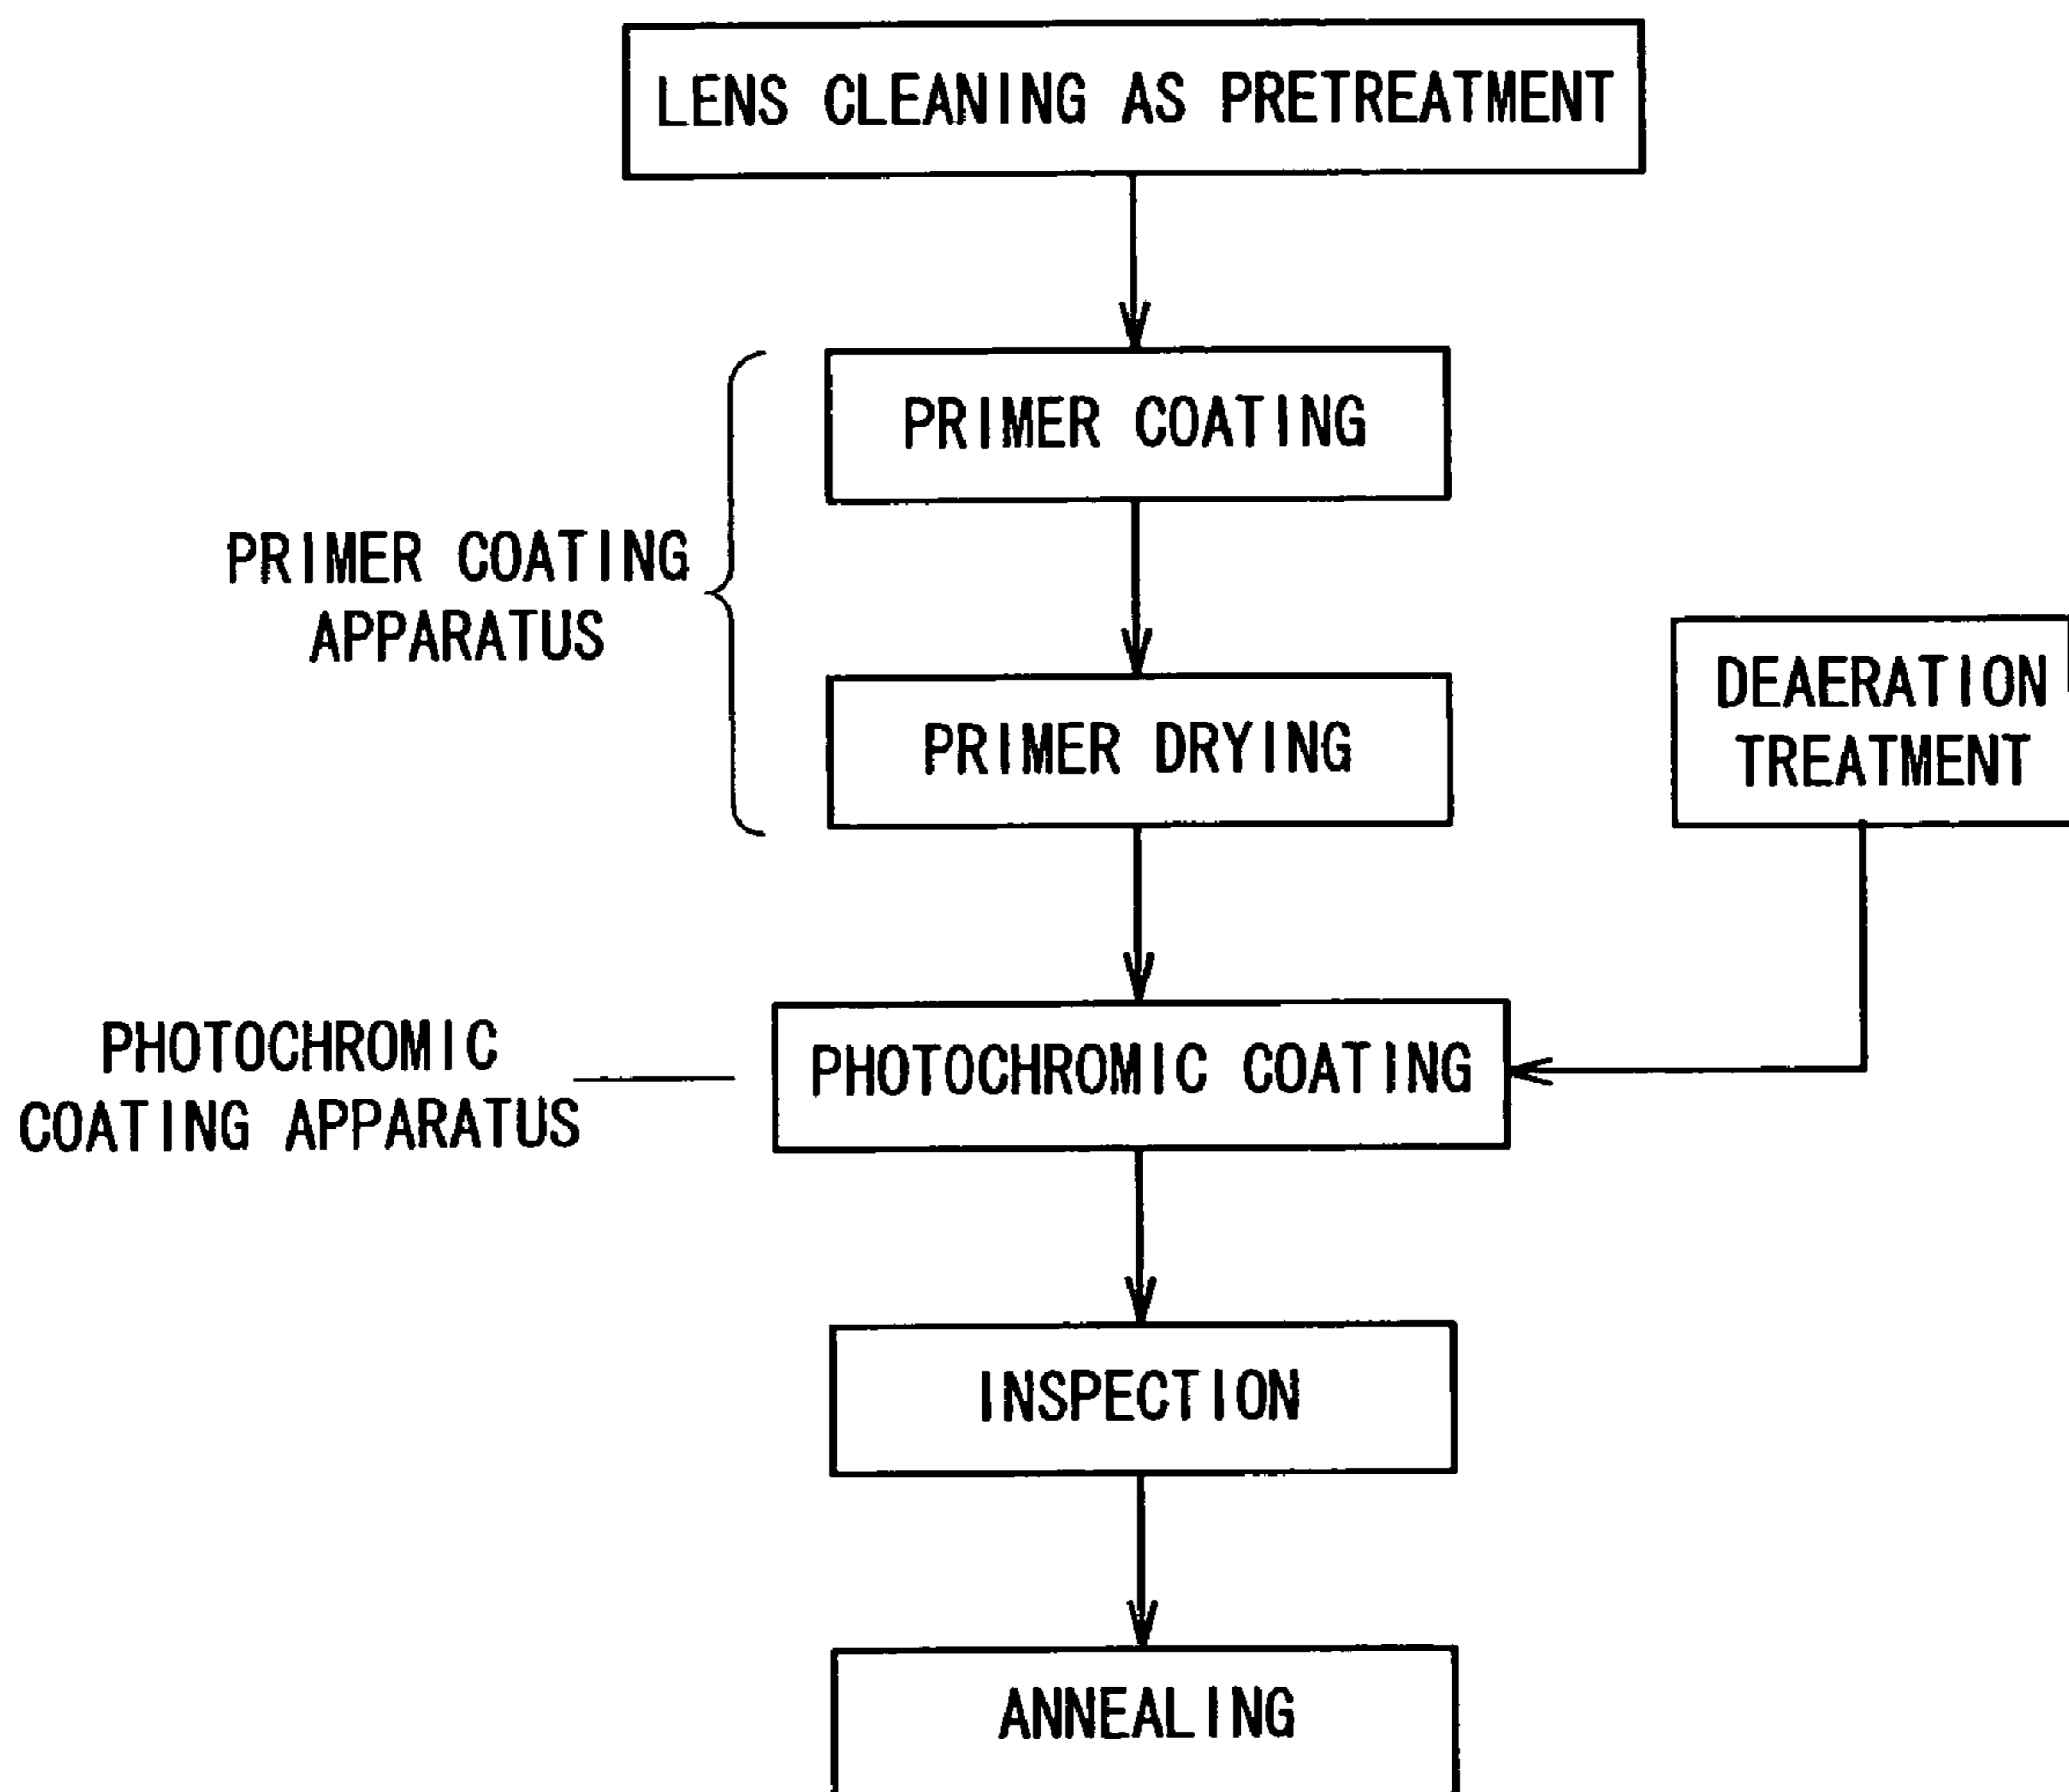 LENS CLEANING AS PRETREATMENT
PRIMER COATING
PRIMER COATING
APPARATUS
PRIMER DRYING
DEAERATION
TREATMENT
PHOTOCHROMIC
COATING APPARATUS
PHOTOCHROMIC COATING
INSPECTION
ANNEALING